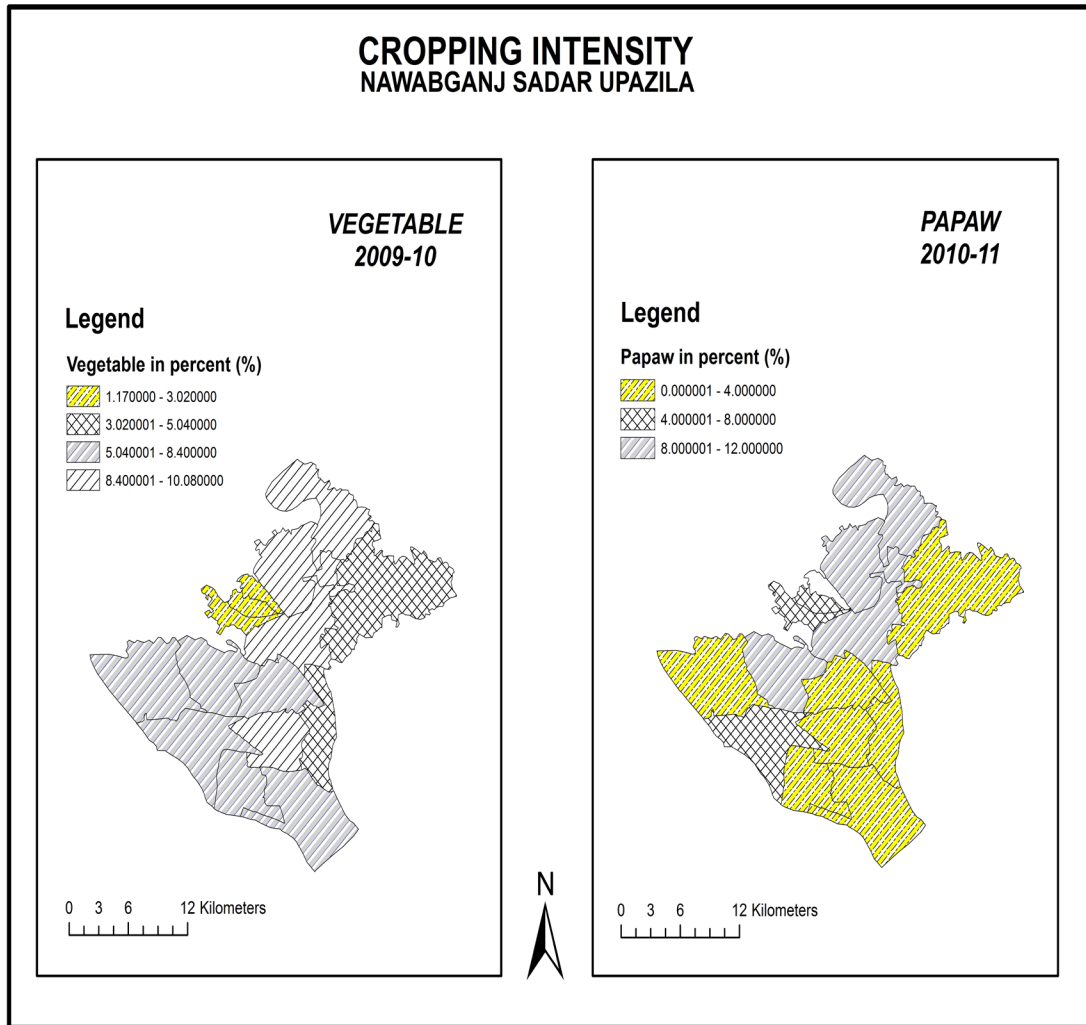 CROPPING INTENSITY
NAWABGANJ SADAR UPAZILA
VEGETABLE
2009-10
Legend
Vegetable in percent (%)
1.170000 - 3.020000
3.020001 - 5.040000
5.040001 - 8.400000
8.400001 - 10.080000
0 3 6 12 Kilometers
N
PAPAW
2010-11
Legend
Papaw in percent (%)
0.000001 - 4.000000
4.000001 - 8.000000
8.000001 - 12.000000
0 3 6 12 Kilometers